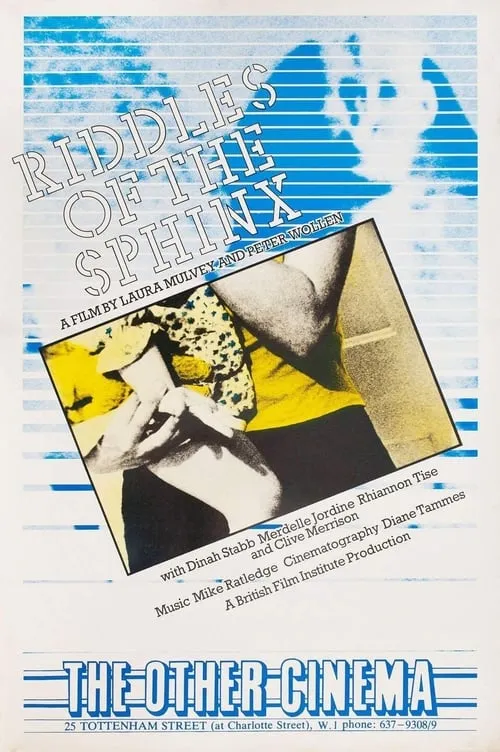 RIDDLES
OF THE
SPHINX
A FILM BY LAURA MULVEY AND PETER WOLLEN
with Dinah Stabb Merdelle Jordine Rhiannon Tise
and Clive Merrison
Music Mike Ratledge Cinematography Diane Tammes
A British Film Institute Production
THE OTHER CINEMA
25 TOTTENHAM STREET (at Charlotte Street), W.1 phone: 637-9308/9